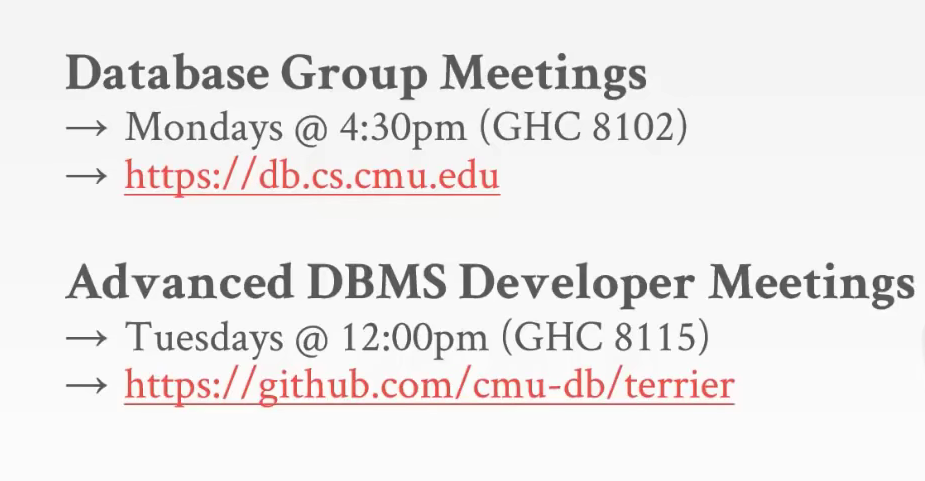 Database Group Meetings
→ Mondays @ 4:30pm (GHC 8102)
→ https://db.cs.cmu.edu
Advanced DBMS Developer Meetings
→ Tuesdays @ 12:00pm (GHC 8115)
→ https://github.com/cmu-db/terrier